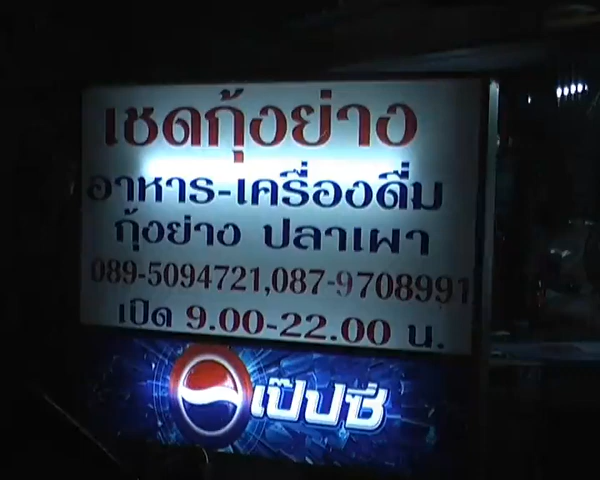 เชดกุ้งย่าง
อาหาร-เครื่องดื่ม
กุ้งย่าง ปลาเผา
089-5094721,087-9708991
เปิด 9.00-22.00 น.
เป๊ปซี่